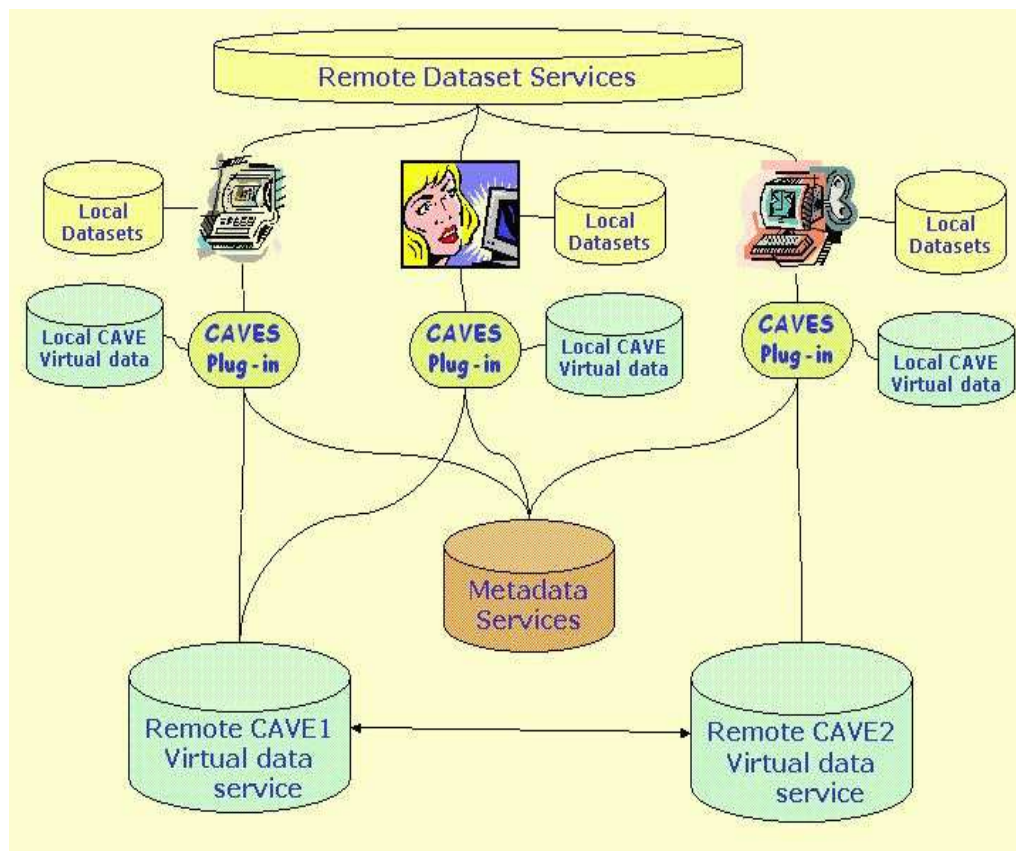 Remote Dataset Services
Local
Datasets
Local
Datasets
Local
Datasets
Local CAVE
Virtual data
CAVES
Plug-in
CAVES
Plug-in
Local CAVE
Virtual data
CAVES
Plug-in
Local CAVE
Virtual data
Metadata
Services
Remote CAVE1
Virtual data
service
Remote CAVE2
Virtual data
service